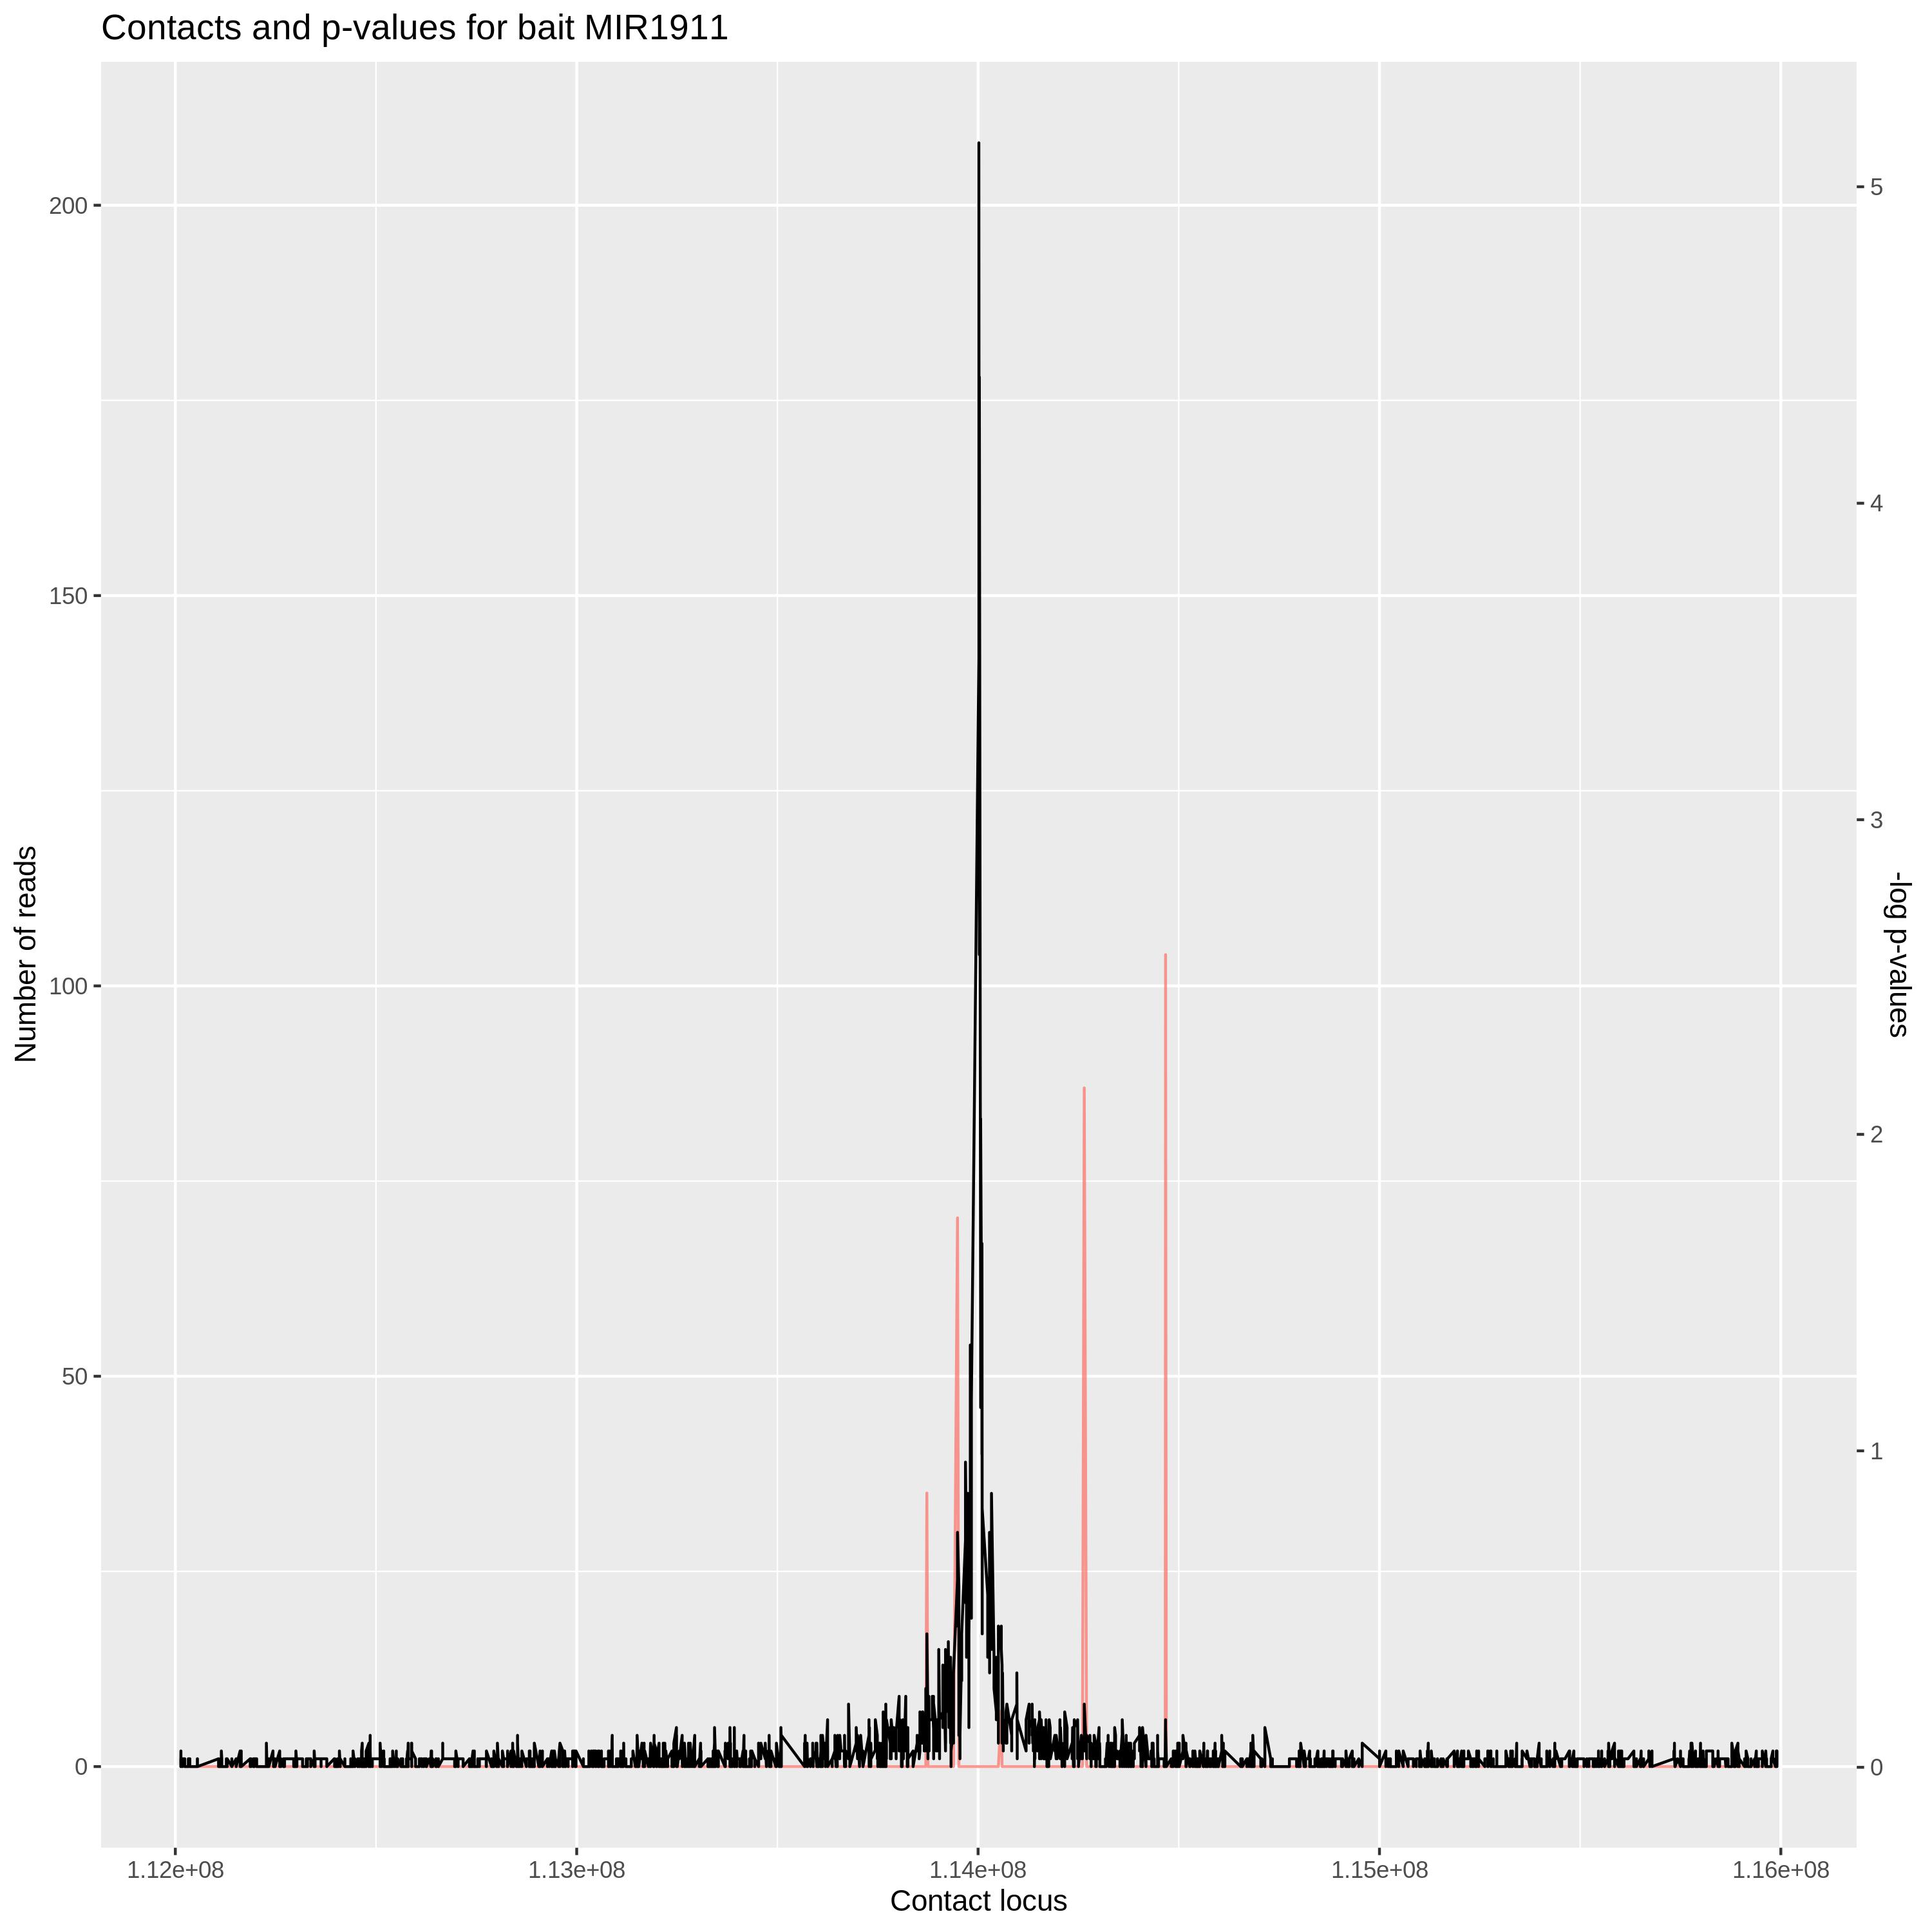 Contacts and p-values for bait MIR1911
200
150
100
50
0
Number of reads
5
4
3
2
1
0
-log p-values
1.12e+08
1.13e+08
1.14e+08
1.15e+08
1.16e+08
Contact locus